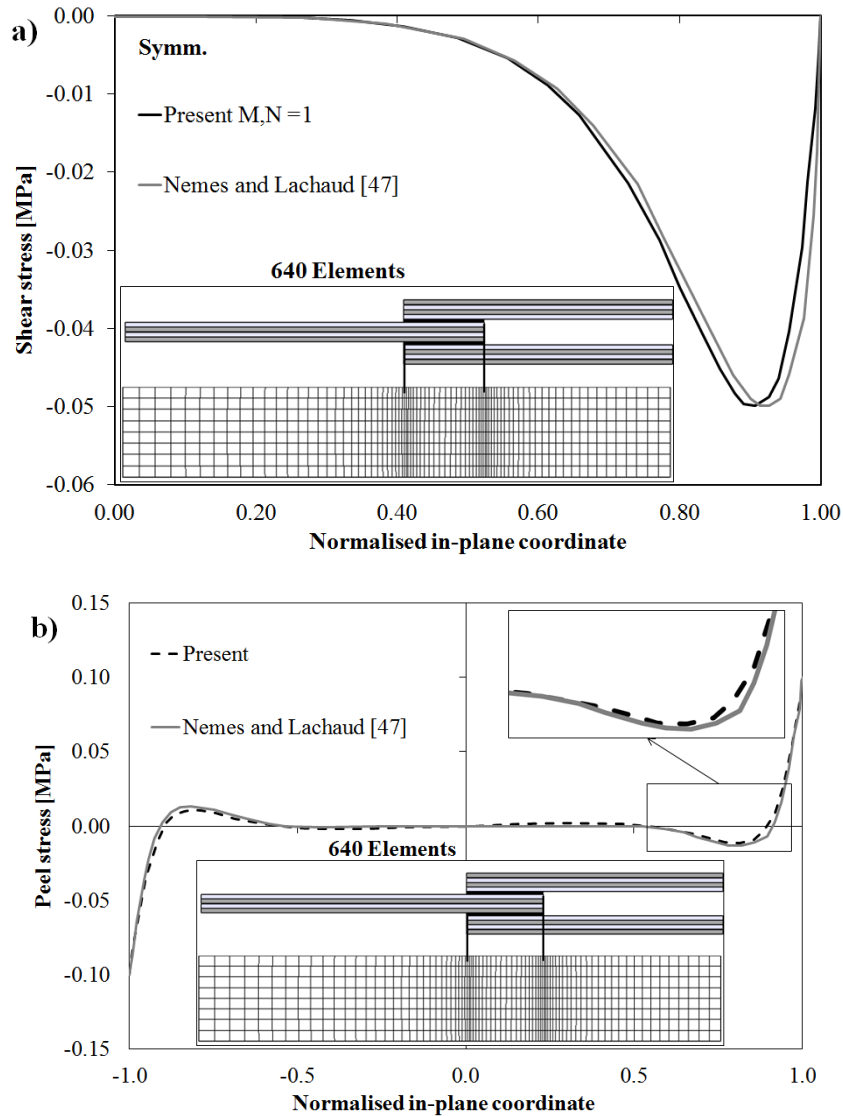 a)
0.00
Symm.
-0.01
Present M,N =1
-0.02
Nemes and Lachaud [47]
Shear stress [MPa]
-0.03
640 Elements
-0.04
-0.05
-0.06
0.00 0.20 0.40 0.60 0.80 1.00
Normalised in-plane coordinate
b)
0.15
Present
0.10
Nemes and Lachaud [47]
0.05
Peel stress [MPa]
0.00
640 Elements
-0.05
-0.10
-0.15
-1.0 -0.5 0.0 0.5 1.0
Normalised in-plane coordinate